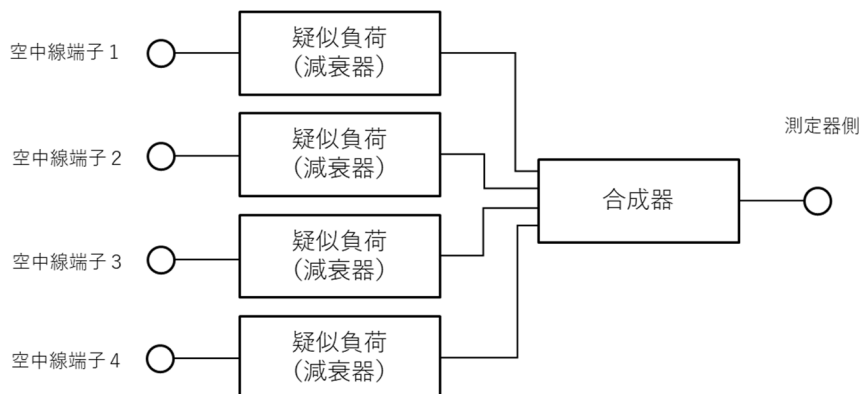 空中線端子1
疑似負荷
（減衰器）
空中線端子2
疑似負荷
（減衰器）
空中線端子3
疑似負荷
（減衰器）
空中線端子4
疑似負荷
（減衰器）
合成器
測定器側